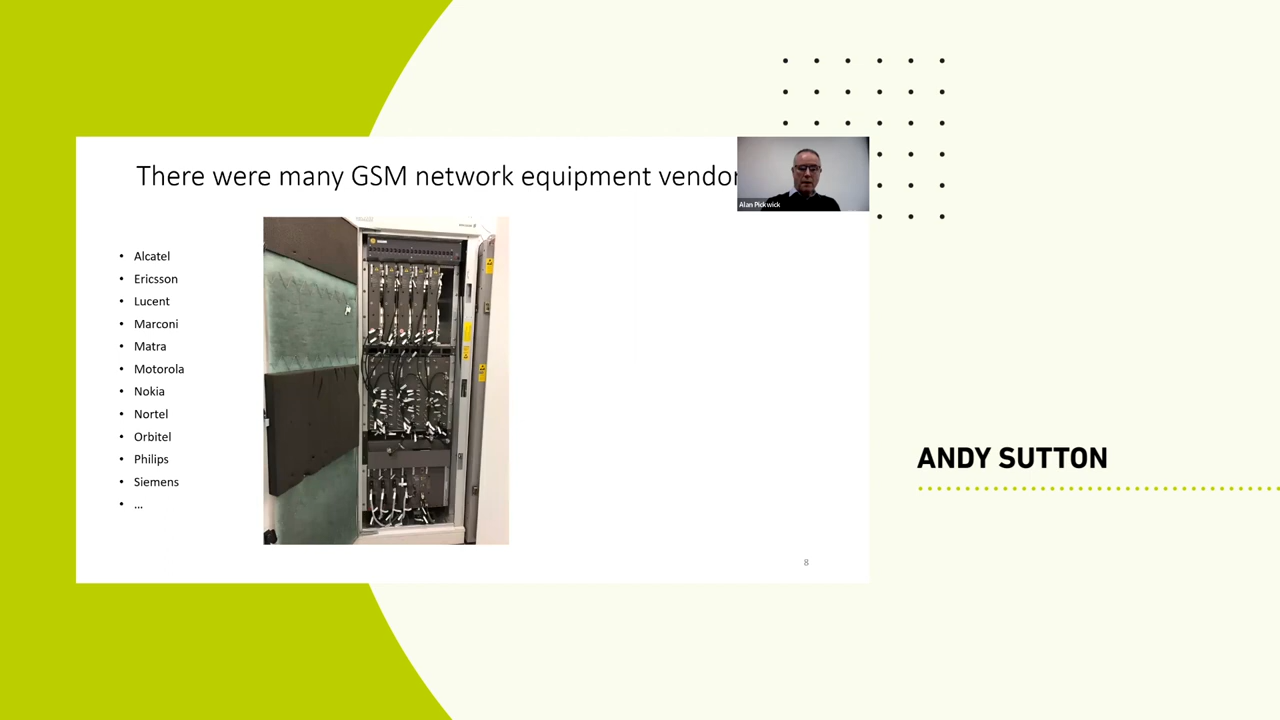 There were many GSM network equipment vendor
Alan Pickwick
• Alcatel
• Ericsson
• Lucent
• Marconi
• Matra
• Motorola
• Nokia
• Nortel
• Orbitel
• Philips
• Siemens
• ...
8
ANDY SUTTON